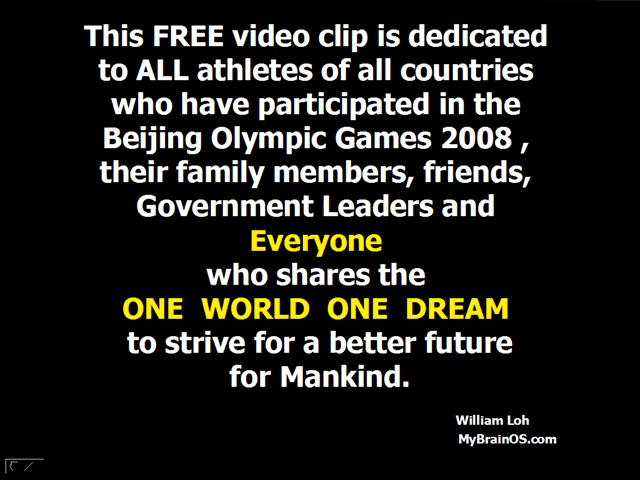 This FREE video clip is dedicated
to ALL athletes of all countries
who have participated in the
Beijing Olympic Games 2008 ,
their family members, friends,
Government Leaders and
Everyone
who shares the
ONE WORLD ONE DREAM
to strive for a better future
for Mankind.
William Loh
MyBrainOS.com